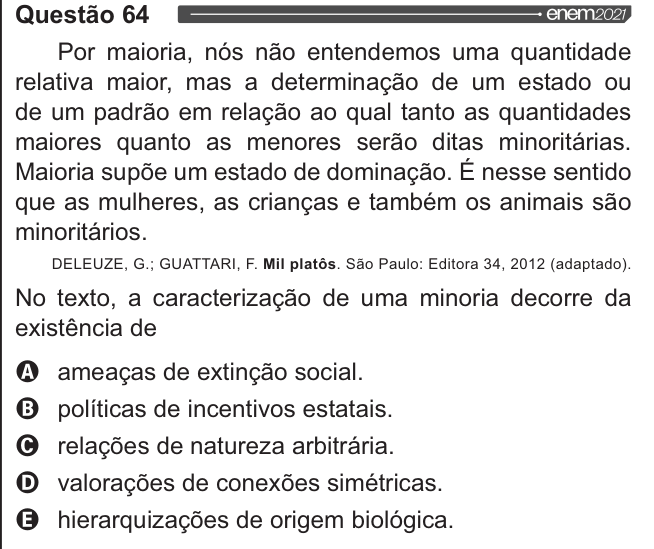 Questão 64
enem2021
Por maioria, nós não entendemos uma quantidade
relativa maior, mas a determinação de um estado ou
de um padrão em relação ao qual tanto as quantidades
maiores quanto as menores serão ditas minoritárias.
Maioria supõe um estado de dominação. É nesse sentido
que as mulheres, as crianças e também os animais são
minoritários.
DELEUZE, G.; GUATTARI, F. Mil platôs. São Paulo: Editora 34, 2012 (adaptado).
No texto, a caracterização de uma minoria decorre da
existência de
A ameaças de extinção social.
B políticas de incentivos estatais.
C relações de natureza arbitrária.
D valorações de conexões simétricas.
E hierarquizações de origem biológica.